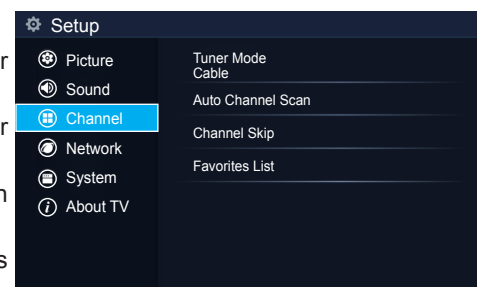 Setup
Picture
Sound
Channel
Network
System
About TV
Tuner Mode
Cable
Auto Channel Scan
Channel Skip
Favorites List